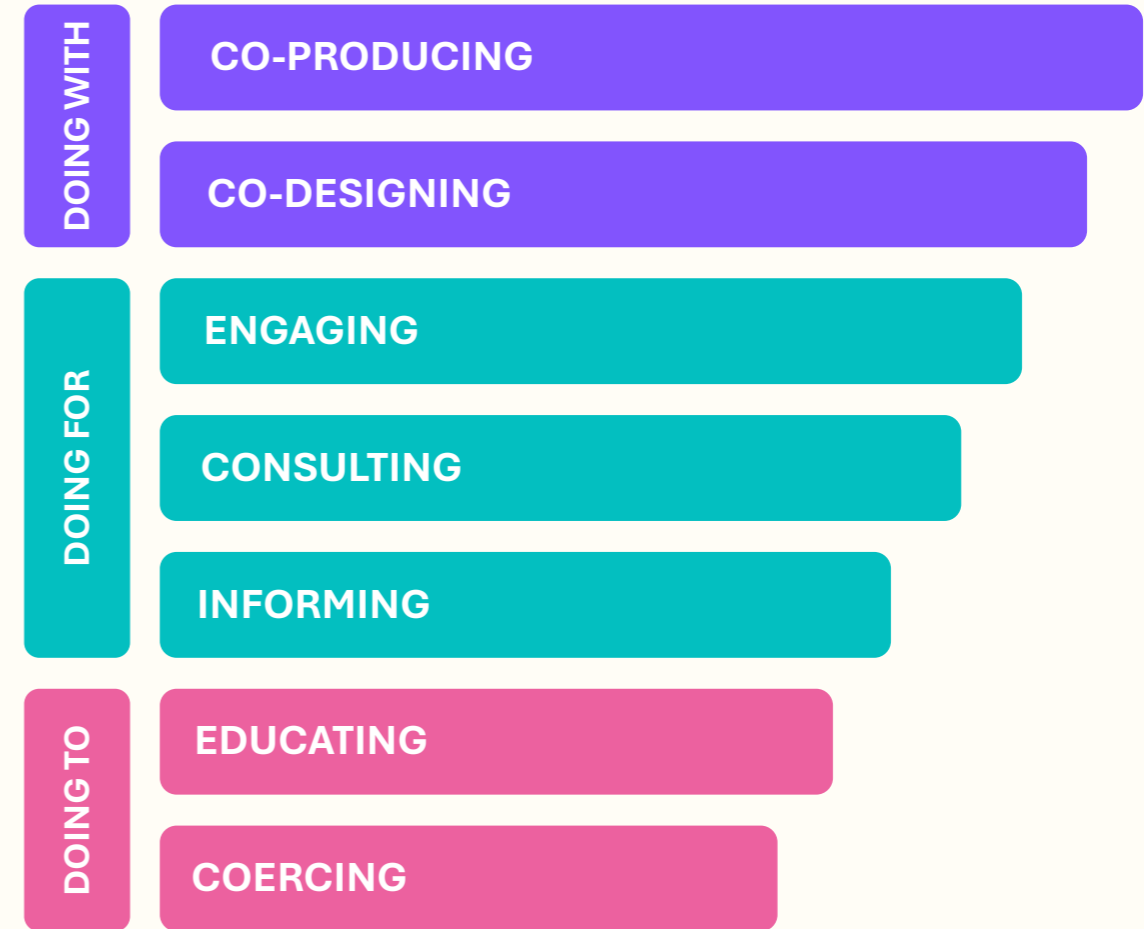 DOING WITH
CO-PRODUCING
CO-DESIGNING
DOING FOR
ENGAGING
CONSULTING
INFORMING
DOING TO
EDUCATING
COERCING